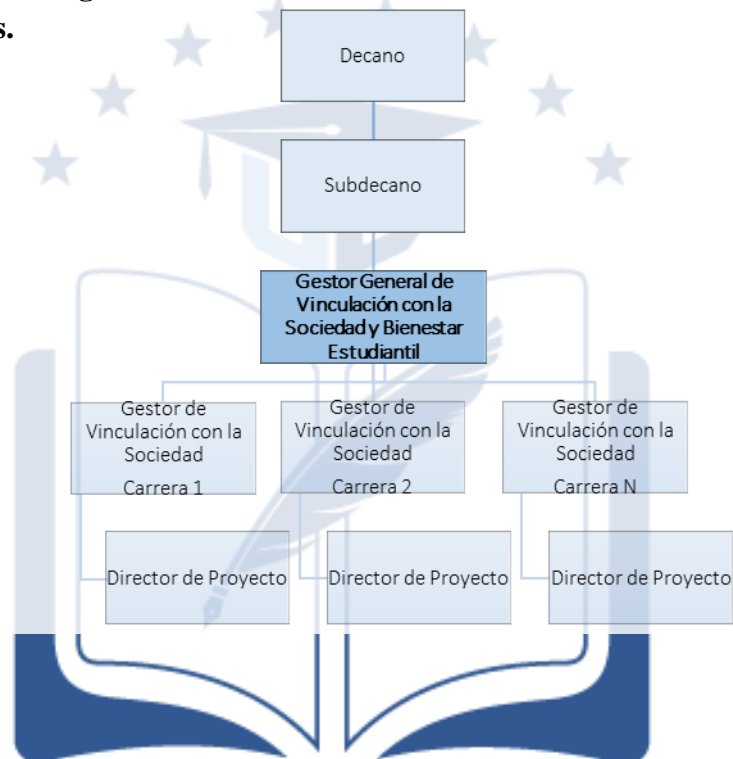 s.
Decano
Subdecano
Gestor General de
Vinculación con la
Sociedad y Bienestar
Estudiantil
Gestor de
Vinculación con la
Sociedad
Carrera 1
Gestor de
Vinculación con la
Sociedad
Carrera 2
Gestor de
Vinculación con la
Sociedad
Carrera N
Director de Proyecto
Director de Proyecto
Director de Proyecto